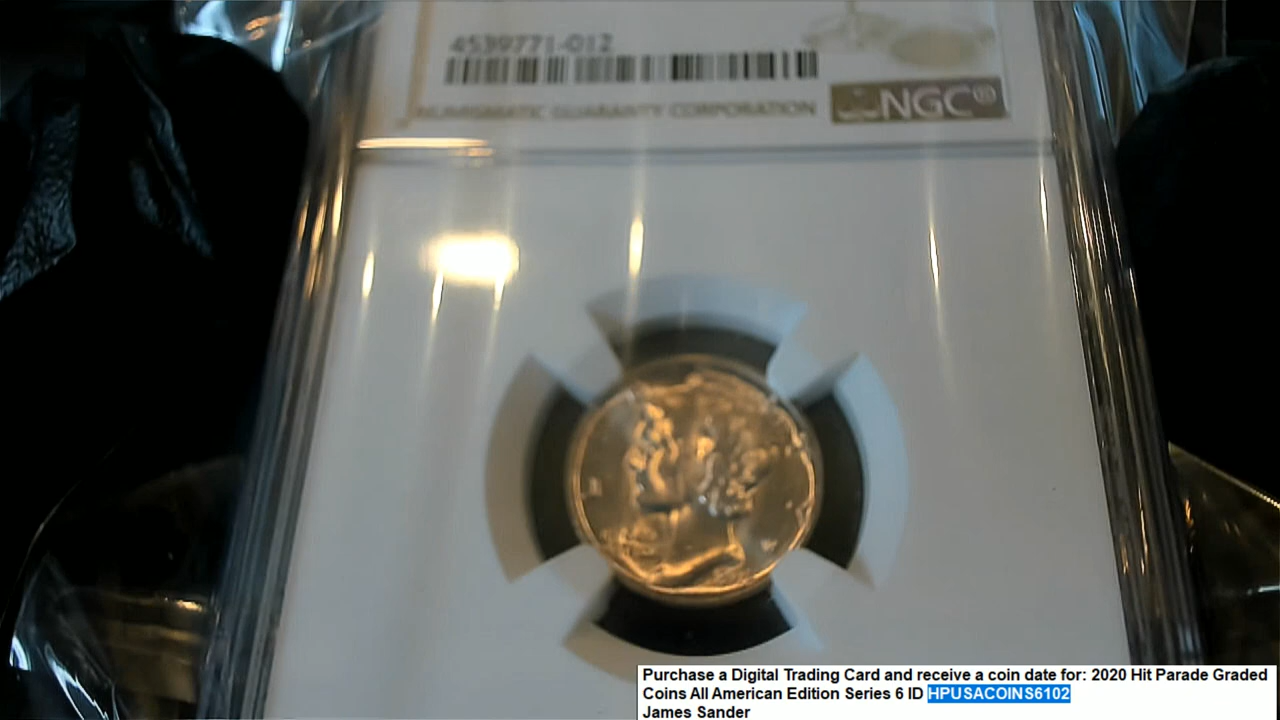 4539771-012
NUMISMATIC GUARANTY CORPORATION
NGC®
Purchase a Digital Trading Card and receive a coin date for: 2020 Hit Parade Graded
Coins All American Edition Series 6 ID HPUSACOINS6102
James Sander